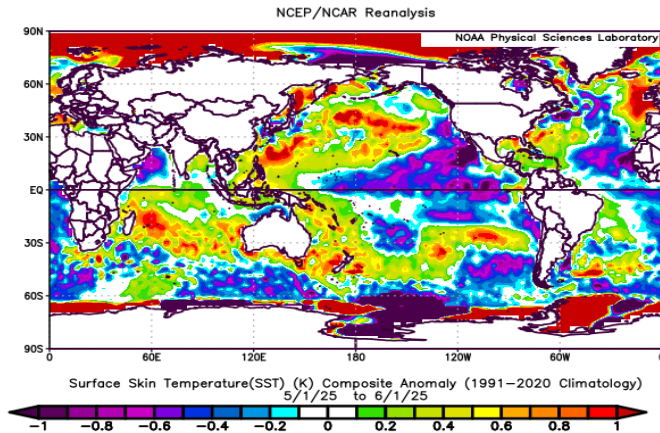 NCEP/NCAR Reanalysis
NOAA Physical Sciences Laboratory
90N
60N
30N
EQ
30S
60S
90S
0 60E 120E 180 120W 60W 0
Surface Skin Temperature(SST) (K) Composite Anomaly (1991-2020 Climatology)
5/1/25 to 6/1/25
-1 -0.8 -0.6 -0.4 -0.2 0 0.2 0.4 0.6 0.8 1